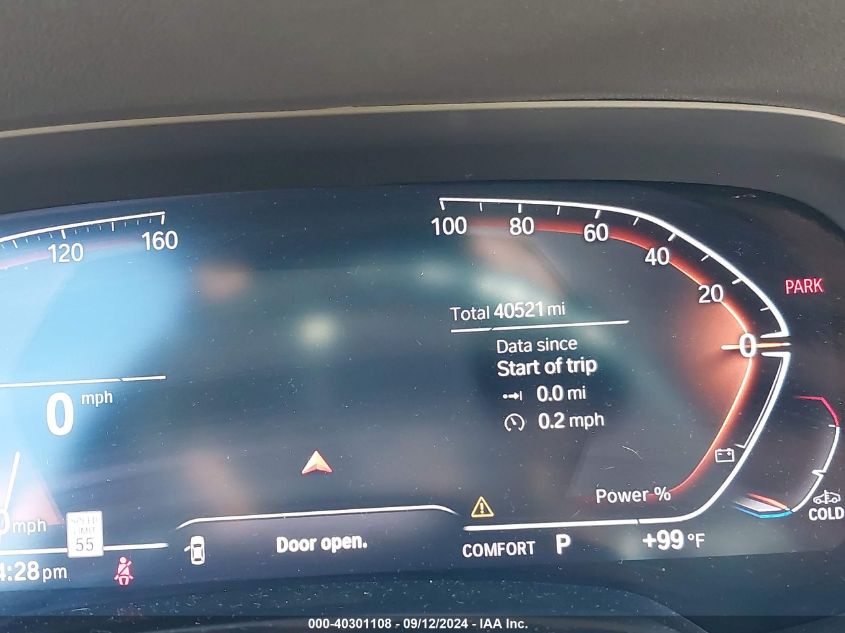 120
160
100
80
60
40
20
0
PARK
Total 40521 mi
Data since
Start of trip
0.0 mi
0.2 mph
0 mph
Power %
mph
SPEED
LIMIT
55
Door open.
COMFORT P +99 °F
COLD
4:28 pm
000-40301108 - 09/12/2024 - IAA Inc.